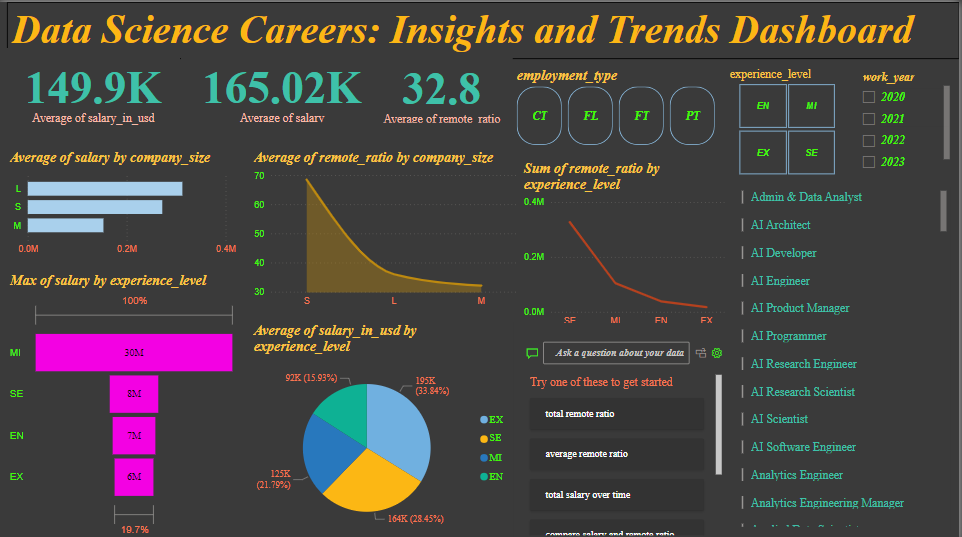 Data Science Careers: Insights and Trends Dashboard
149.9K
Average of salary_in_usd
165.02K
Average of salary
32.8
Average of remote_ratio
employment_type
CT
FL
FT
PT
experience_level
EN
MI
EX
SE
work_year
2020
2021
2022
2023
Average of salary by company_size
L
S
M
0.0M
0.2M
0.4M
Average of remote_ratio by company_size
70
60
50
40
30
S
L
M
Sum of remote_ratio by
experience_level
0.4M
0.2M
0.0M
SE
MI
EN
EX
Max of salary by experience_level
100%
MI
30M
SE
8M
EN
7M
EX
6M
19.7%
Average of salary_in_usd by
experience_level
92K (15.93%)
195K
(33.84%)
125K
(21.79%)
164K (28.45%)
EX
SE
MI
EN
Ask a question about your data
Try one of these to get started
total remote ratio
average remote ratio
total salary over time
compare salary and remote ratio
Admin & Data Analyst
AI Architect
AI Developer
AI Engineer
AI Product Manager
AI Programmer
AI Research Engineer
AI Research Scientist
AI Scientist
AI Software Engineer
Analytics Engineer
Analytics Engineering Manager
Applied Data Scientist